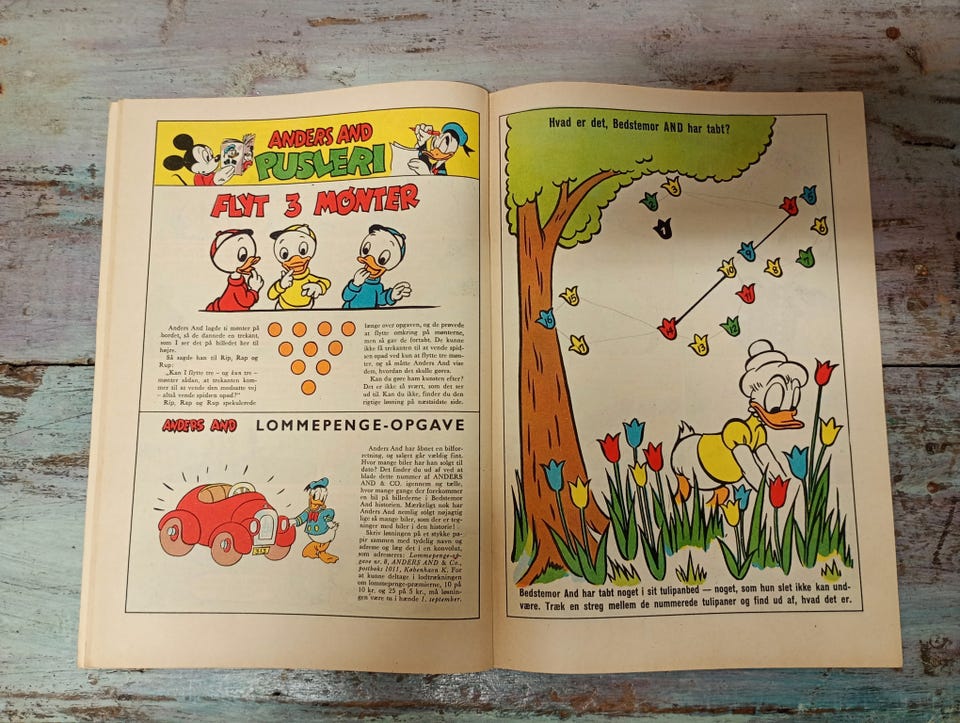 ANDERS AND
PUSLERI
FLYT 3 MØNTER
Anders And lagde ti mønter på
bordet, så de dannede en trekant,
som I ser det på billedet her til
højre.
Så sagde han til Rip, Rap og
Rup:
„Kan I flytte tre – og kun tre –
mønter sådan, at trekanten kom-
mer til at vende den modsatte vej
– altså vende spidsen opad?”
Rip, Rap og Rup spekulerede
længe over opgaven, og de prøvede
at flytte omkring på mønterne,
men så gav de fortabt. De kunne
ikke få trekanten til at vende spid-
sen opad ved kun at flytte tre møn-
ter, og så måtte Anders And vise
dem, hvordan det skulle gøres.
Kan du gøre ham kunsten efter?
Det er ikke så svært, som det ser
ud til. Kan du ikke, finder du den
rigtige løsning på næstsidste side.
ANDERS AND LOMMEPENGE-OPGAVE
Anders And har åbnet en bilfor-
retning, og salget går vældig fint.
Hvor mange biler har han solgt til
dato? Det finder du ud af ved at
blade dette nummer af ANDERS
AND & CO. igennem og tælle,
hvor mange gange der forekommer
en bil på billederne i Bedstemor
And historien. Mærkeligt nok har
Anders And nemlig solgt nøjagtig
lige så mange biler, som der er teg-
ninger med biler i den historie!
Skriv løsningen på et stykke pa-
pir sammen med tydelig navn og
adresse og læg det i en konvolut,
som adresseres: Lommepenge-op-
gave nr. 8, ANDERS AND & Co.,
postboks 1011, København K. For
at kunne deltage i lodtrækningen
om lommepenge-præmierne, 10 på
10 kr. og 25 på 5 kr., må løsnin-
gen være os i hænde 1. september.
313
Hvad er det, Bedstemor AND har tabt?
Bedstemor And har tabt noget i sit tulipanbed — noget, som hun slet ikke kan und-
være. Træk en streg mellem de nummererede tulipaner og find ud af, hvad det er.